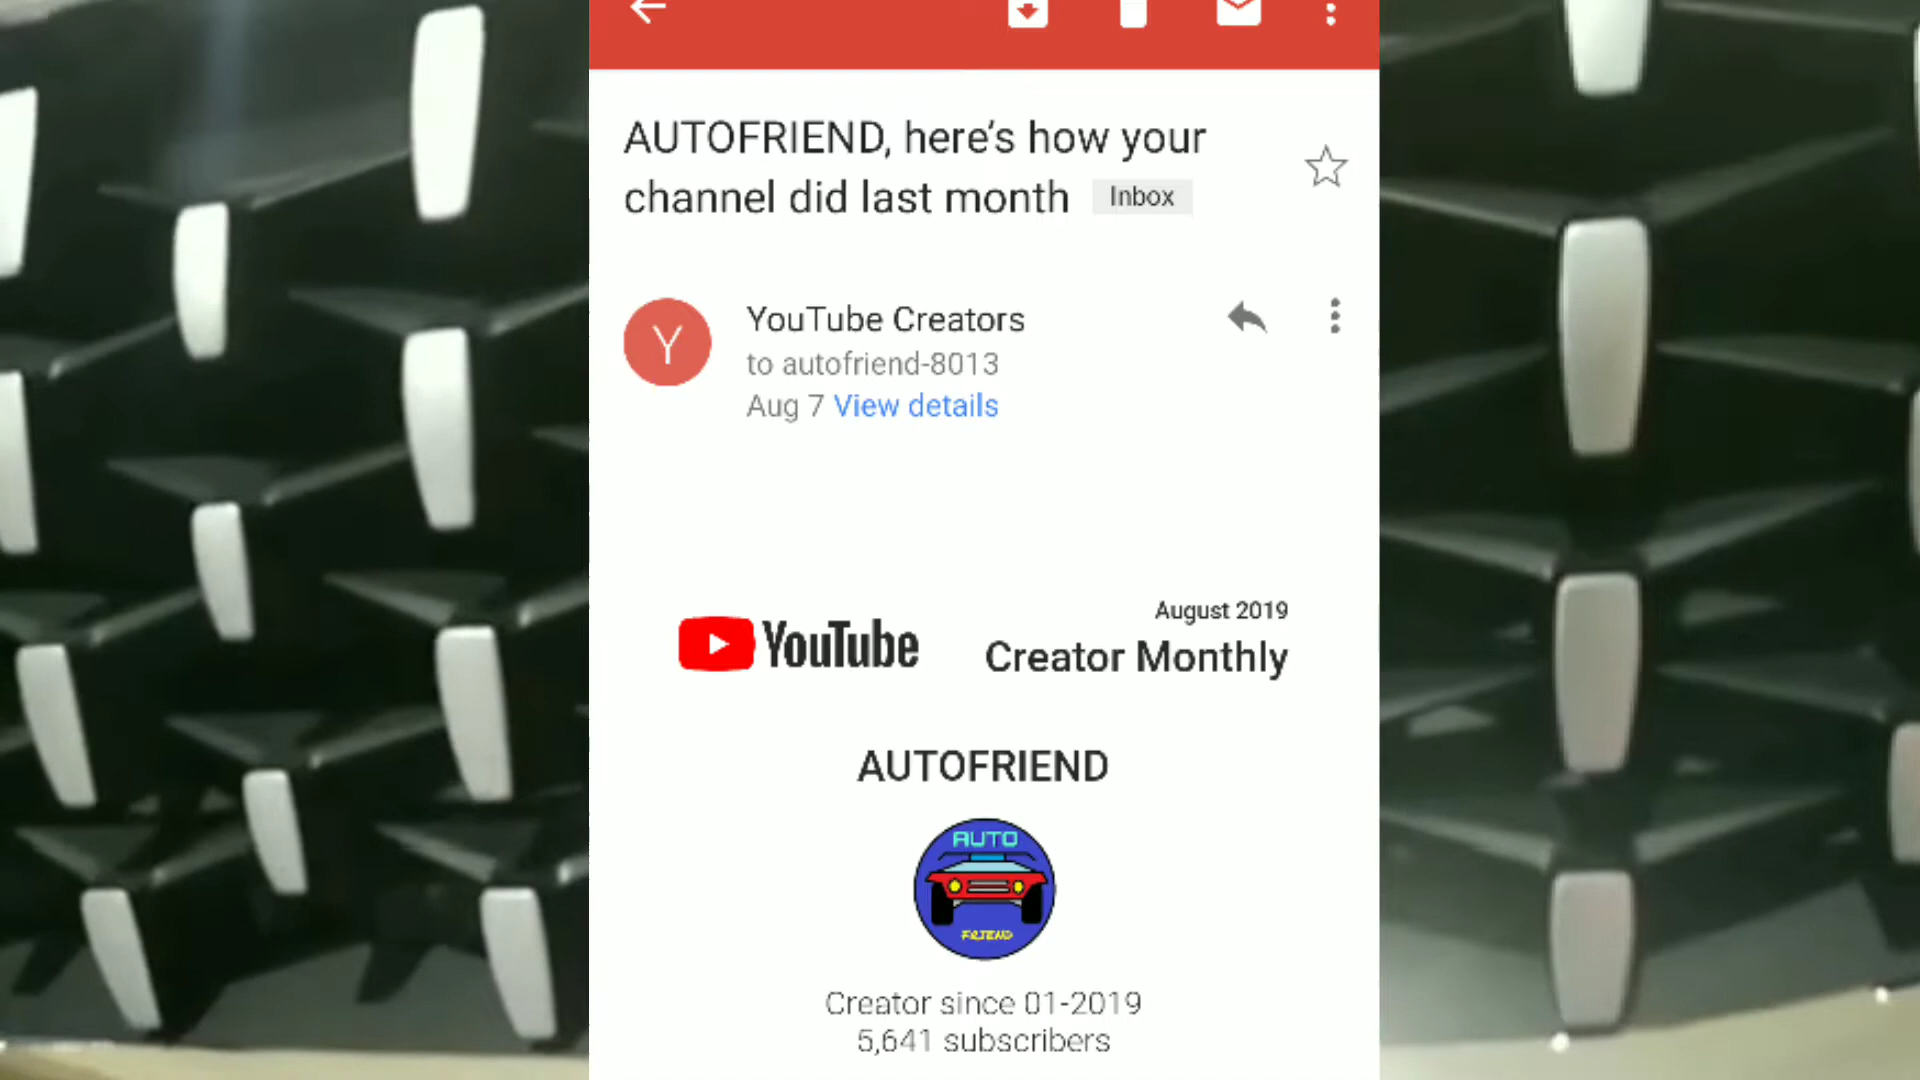 AUTOFRIEND, here's how your
channel did last month Inbox
Y
YouTube Creators
to autofriend-8013
Aug 7 View details
YouTube
August 2019
Creator Monthly
AUTOFRIEND
AUTO
FRIEND
Creator since 01-2019
5,641 subscribers